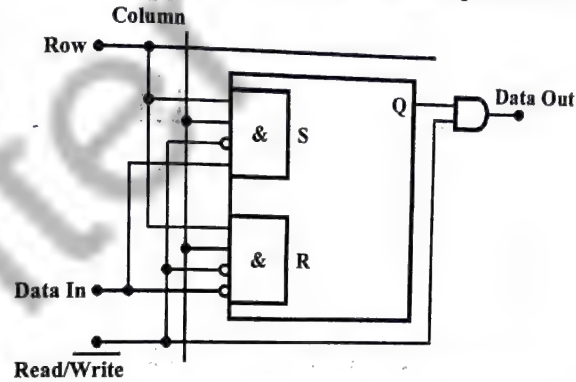 Column
Row
Q
Data Out
&
S
&
R
Data In
Read/Write